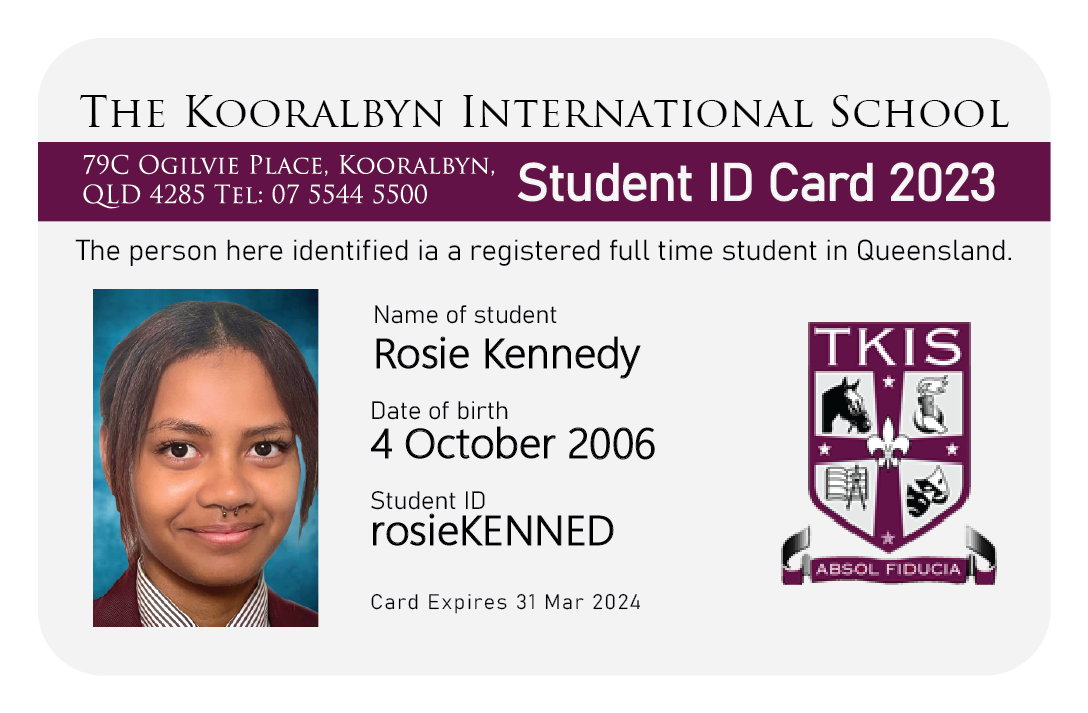 THE KOORALBYN INTERNATIONAL SCHOOL
79C OGILVIE PLACE, KOORALBYN,
QLD 4285 TEL: 07 5544 5500
Student ID Card 2023
The person here identified ia a registered full time student in Queensland.
Name of student
Rosie Kennedy
Date of birth
4 October 2006
Student ID
rosieKENNED
Card Expires 31 Mar 2024
TKIS
ABSOL FIDUCIA